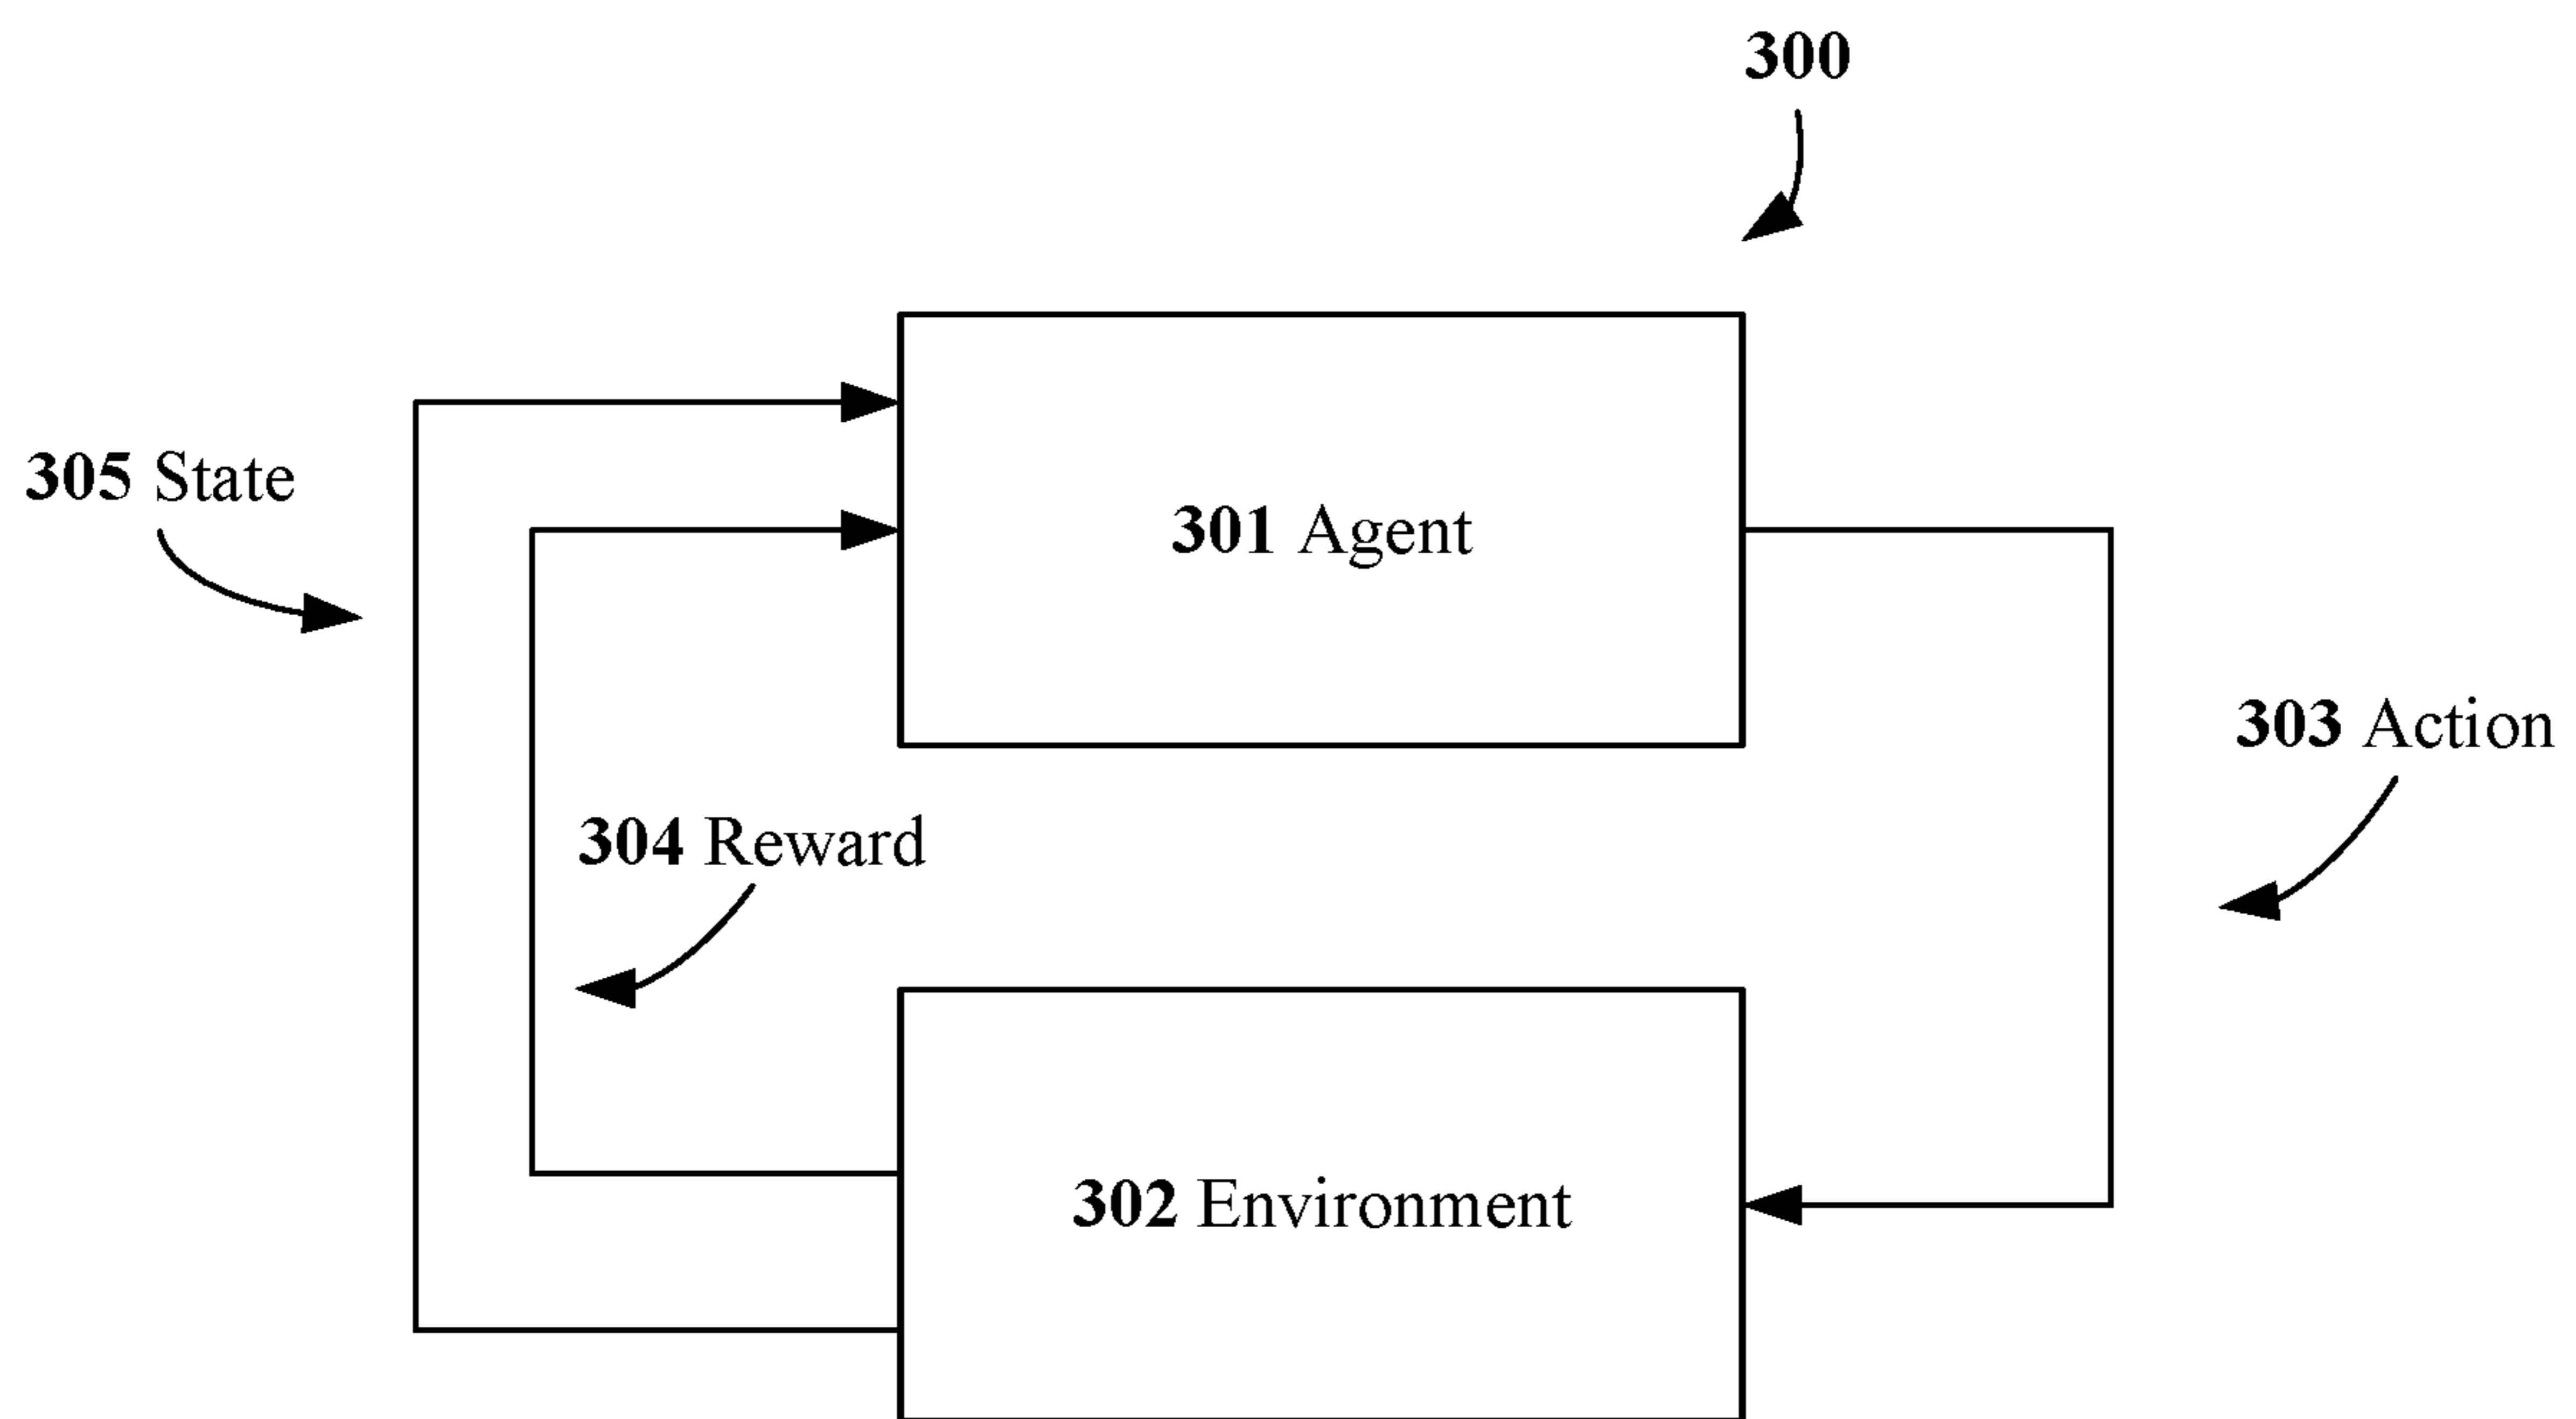 300
305 State
301 Agent
303 Action
304 Reward
302 Environment